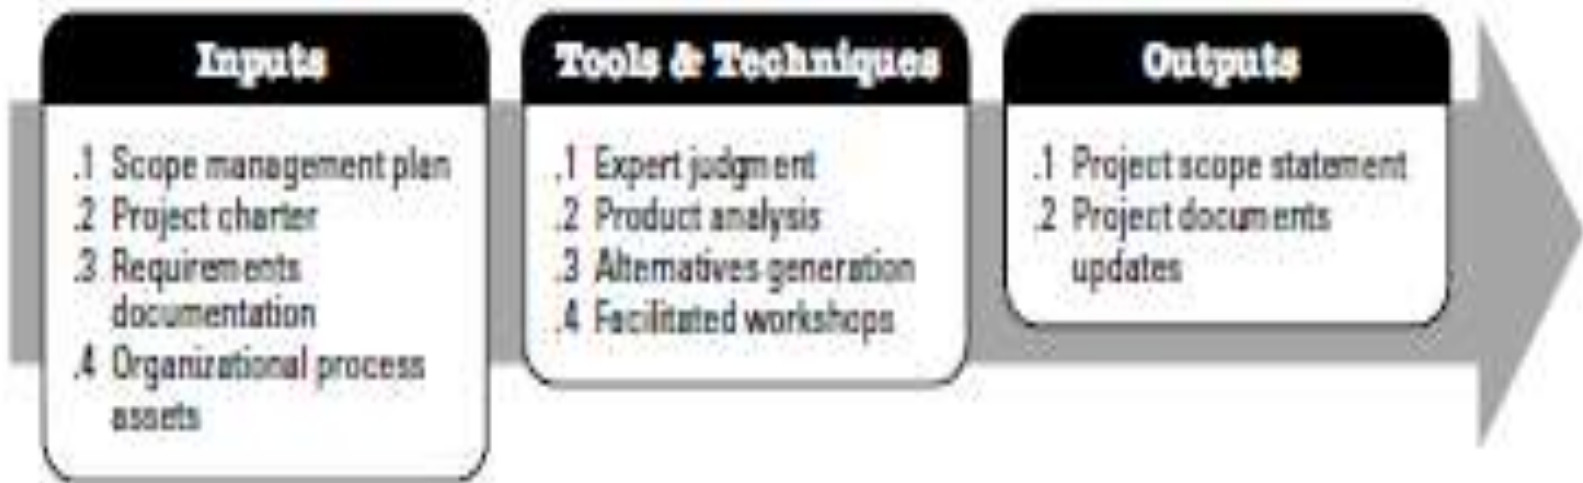 Inputs
.1 Scope management plan
.2 Project charter
.3 Requirements
documentation
.4 Organizational process
assets
Tools & Techniques
.1 Expert judgment
.2 Product analysis
.3 Alternatives generation
.4 Facilitated workshops
Outputs
.1 Project scope statement
.2 Project documents
updates